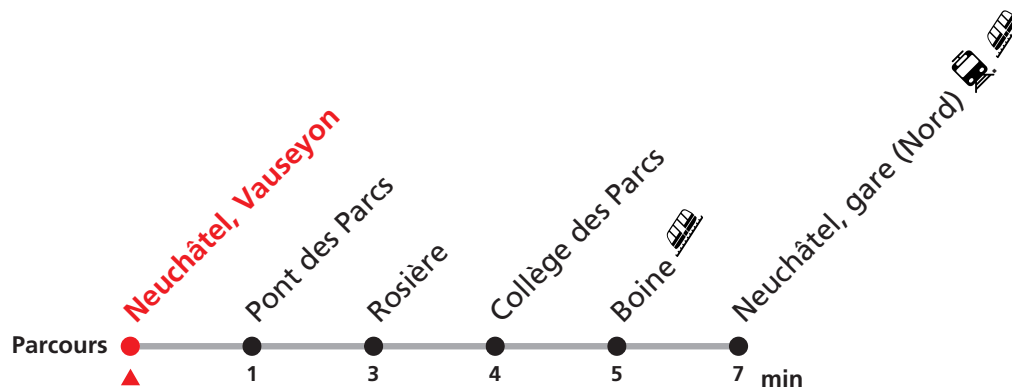 Neuchâtel, Vauseyon
Pont des Parcs
Rosière
Collège des Parcs
Boine
Neuchâtel, gare (Nord)
Parcours
1 3 4 5 7 min